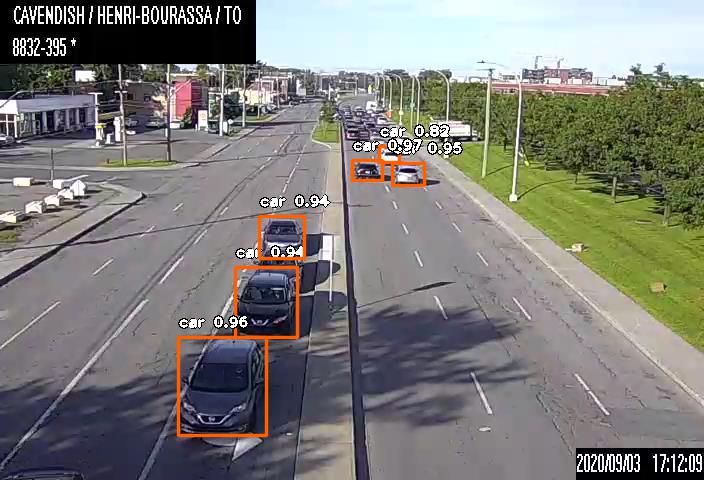 CAVENDISH / HENRI-BOURASSA / TO
8832-395 *
car 0.82
car 0.97
0.95
car 0.94
car 0.94
car 0.96
2020/09/03 17:12:09